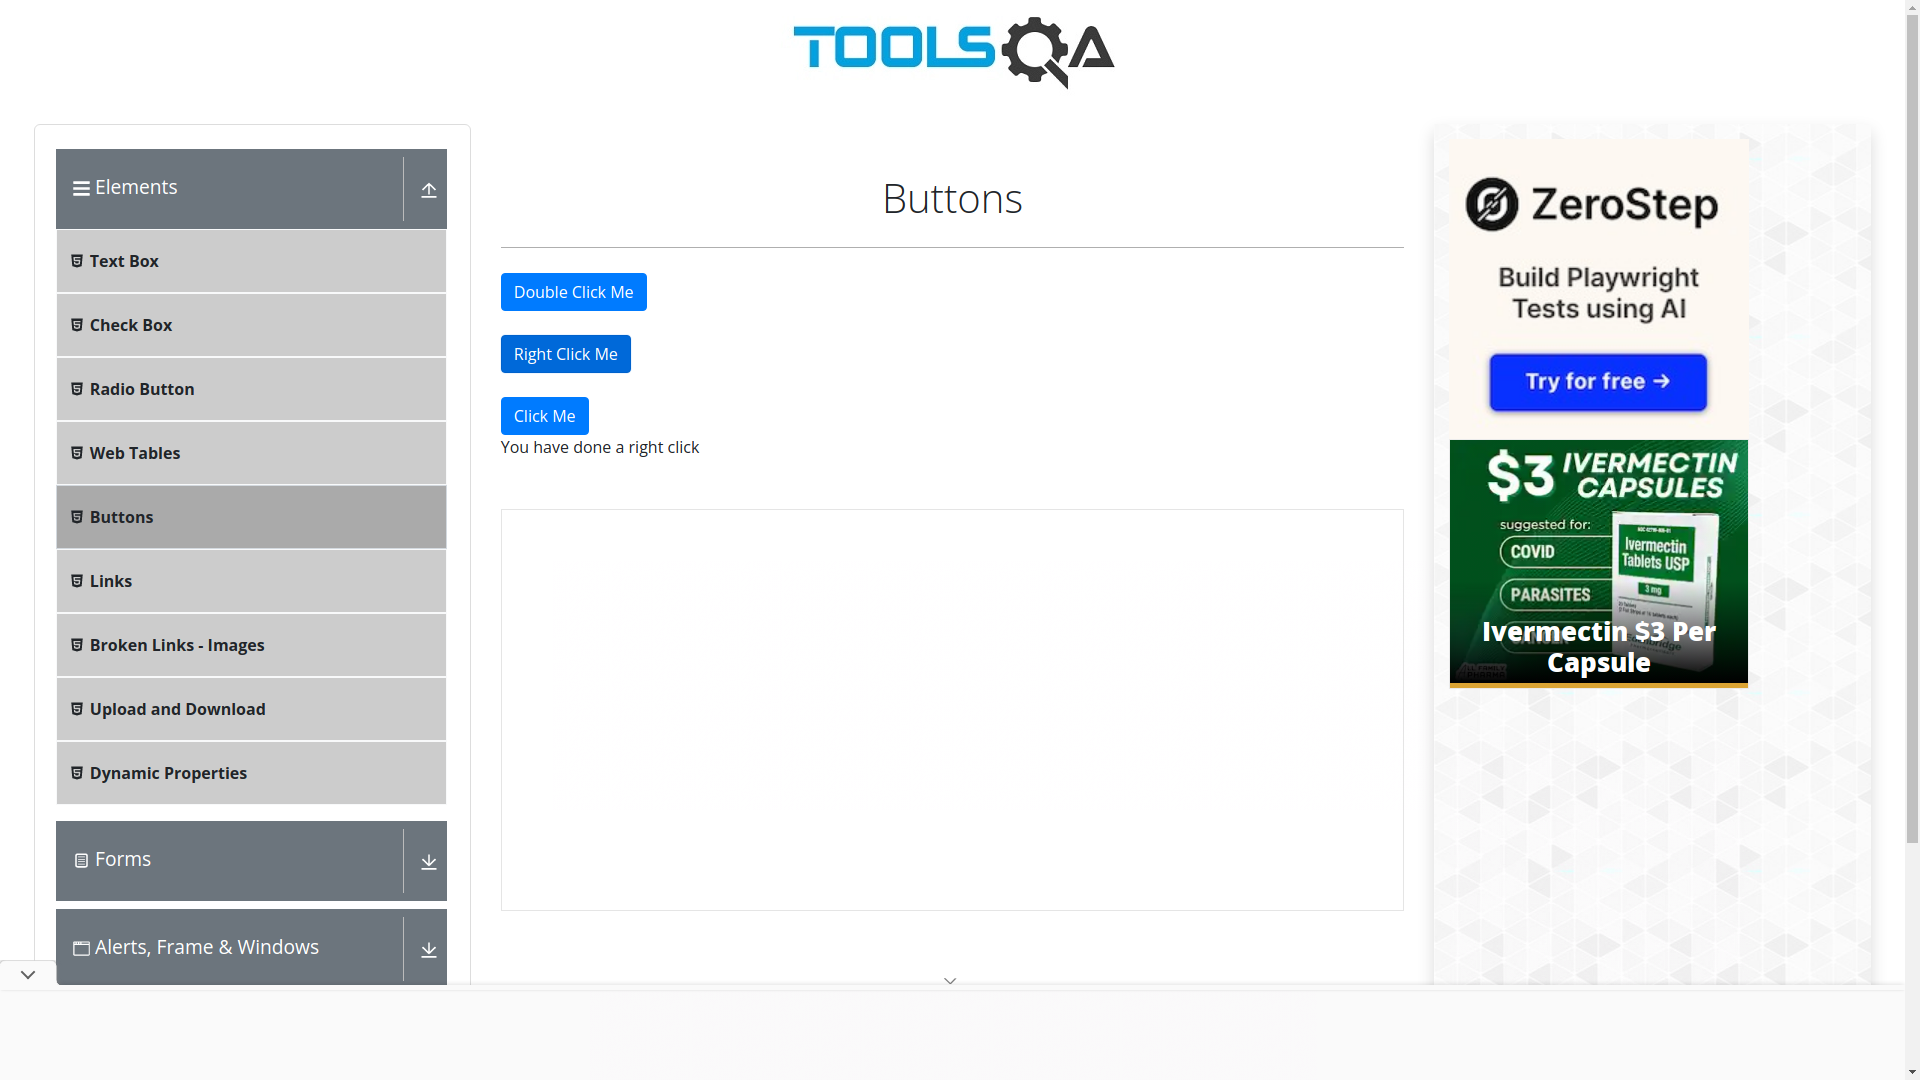 TOOLSQA
Elements
Text Box
Check Box
Radio Button
Web Tables
Buttons
Links
Broken Links - Images
Upload and Download
Dynamic Properties
Forms
Alerts, Frame & Windows
Buttons
Double Click Me
Right Click Me
Click Me
You have done a right click
ZeroStep
Build Playwright
Tests using AI
Try for free →
$3 IVERMECTIN
CAPSULES
suggested for:
COVID
PARASITES
Ivermectin
Tablets USP
3 mg
Ivermectin $3 Per
Capsule